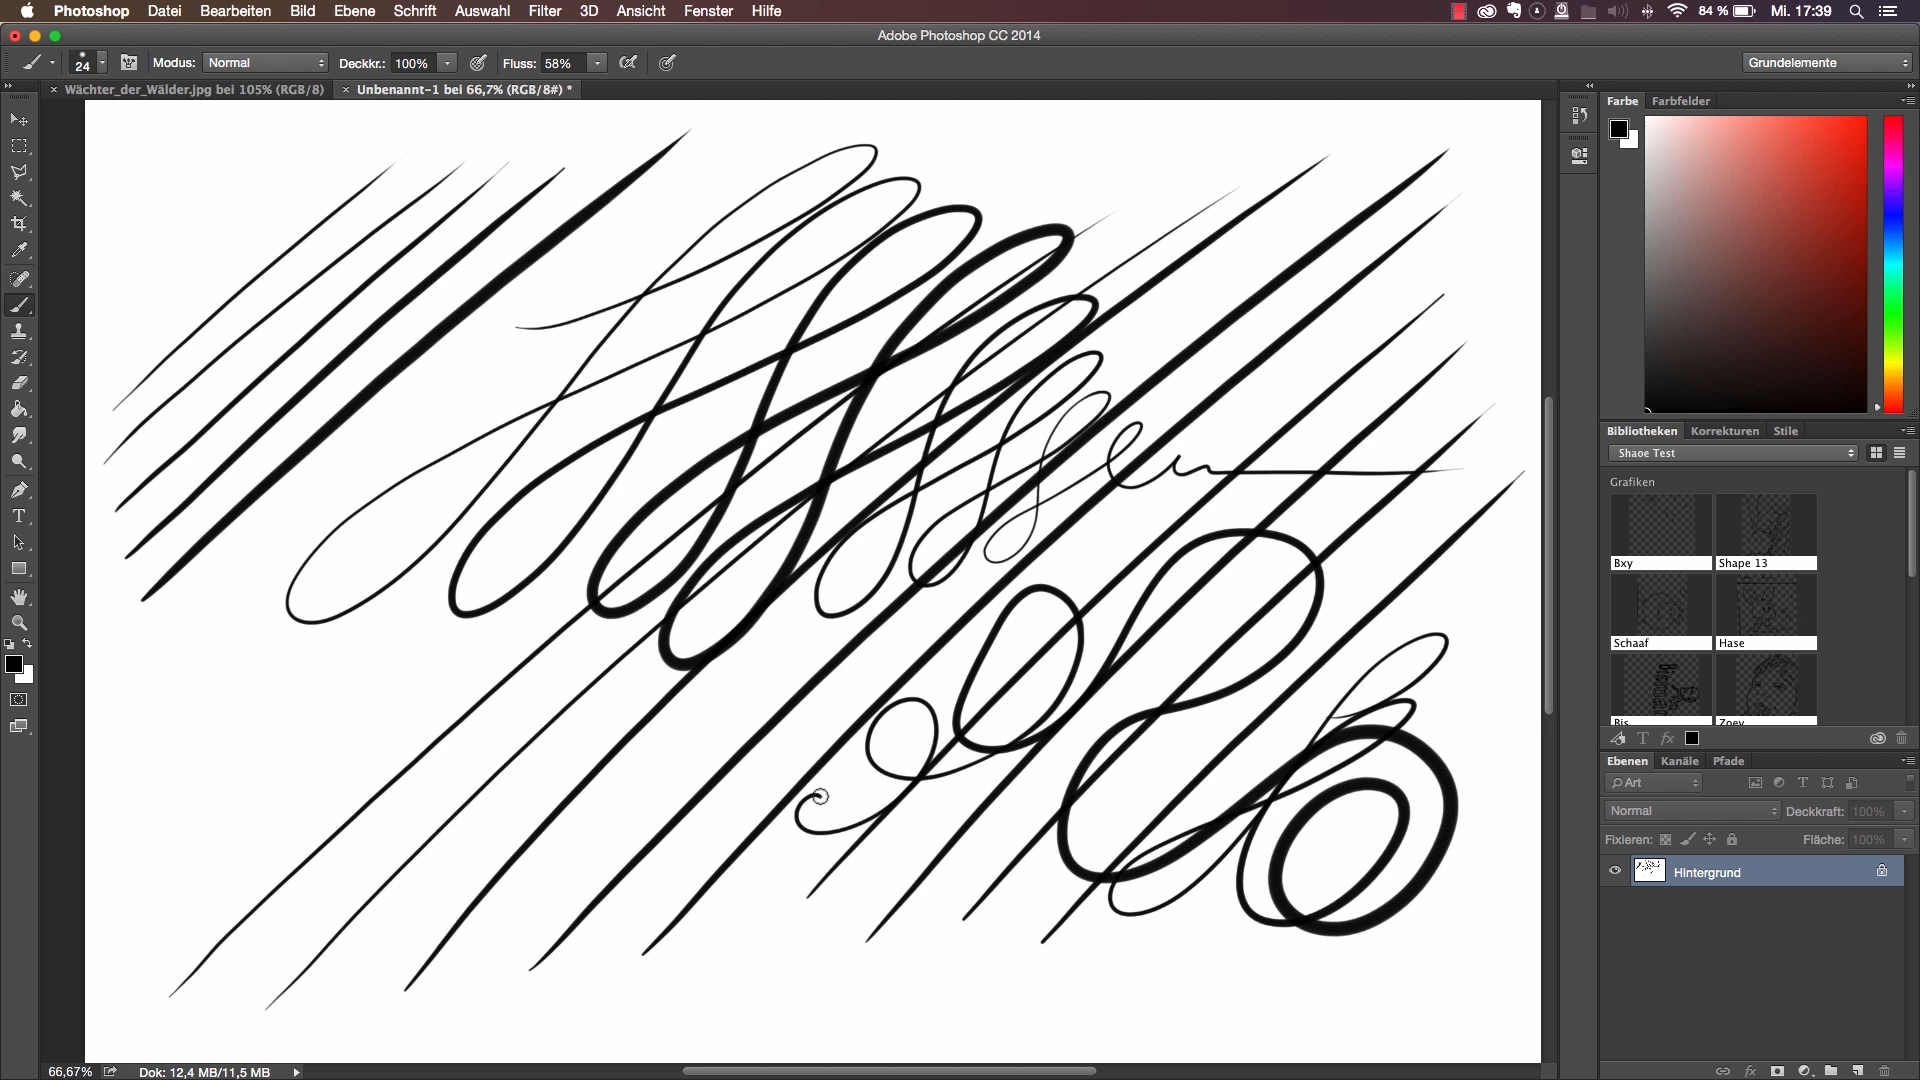 Photoshop Datei Bearbeiten Bild Ebene Schrift Auswahl Filter 3D Ansicht Fenster Hilfe 84 % Mi. 17:39
Adobe Photoshop CC 2014
24 Modus: Normal Deckkr.: 100% Fluss: 58% Grundelemente
Wächter_der_Wälder.jpg bei 105% (RGB/8) Unbenannt-1 bei 66,7% (RGB/8#) *
Farbe Farbfelder
Bibliotheken Korrekturen Stile
Shaoe Test
Grafiken
Bxy Shape 13
Schaaf Hase
Bis Zoey
Ebenen Kanäle Pfade
Art
Normal Deckkraft: 100%
Fixieren: Fläche: 100%
Hintergrund
66,67% Dok: 12,4 MB/11,5 MB